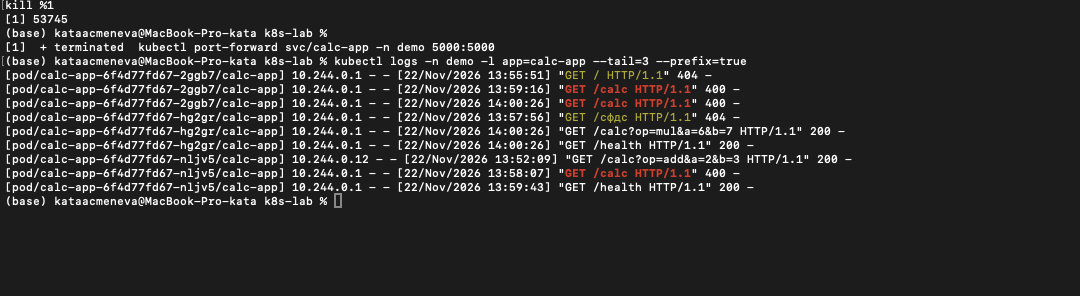 kill %1
[1] 53745
(base) kataacmeneva@MacBook-Pro-kata k8s-lab %
[1]  + terminated  kubectl port-forward svc/calc-app -n demo 5000:5000
(base) kataacmeneva@MacBook-Pro-kata k8s-lab % kubectl logs -n demo -l app=calc-app --tail=3 --prefix=true
[pod/calc-app-6f4d77fd67-2ggb7/calc-app] 10.244.0.1 - - [22/Nov/2026 13:55:51] "GET / HTTP/1.1" 404 -
[pod/calc-app-6f4d77fd67-2ggb7/calc-app] 10.244.0.1 - - [22/Nov/2026 13:59:16] "GET /calc HTTP/1.1" 400 -
[pod/calc-app-6f4d77fd67-2ggb7/calc-app] 10.244.0.1 - - [22/Nov/2026 14:00:26] "GET /calc HTTP/1.1" 400 -
[pod/calc-app-6f4d77fd67-hg2gr/calc-app] 10.244.0.1 - - [22/Nov/2026 13:57:56] "GET /сфдс HTTP/1.1" 404 -
[pod/calc-app-6f4d77fd67-hg2gr/calc-app] 10.244.0.1 - - [22/Nov/2026 14:00:26] "GET /calc?op=mul&a=6&b=7 HTTP/1.1" 200 -
[pod/calc-app-6f4d77fd67-hg2gr/calc-app] 10.244.0.1 - - [22/Nov/2026 14:00:26] "GET /health HTTP/1.1" 200 -
[pod/calc-app-6f4d77fd67-nljv5/calc-app] 10.244.0.12 - - [22/Nov/2026 13:52:09] "GET /calc?op=add&a=2&b=3 HTTP/1.1" 200 -
[pod/calc-app-6f4d77fd67-nljv5/calc-app] 10.244.0.1 - - [22/Nov/2026 13:58:07] "GET /calc HTTP/1.1" 400 -
[pod/calc-app-6f4d77fd67-nljv5/calc-app] 10.244.0.1 - - [22/Nov/2026 13:59:43] "GET /health HTTP/1.1" 200 -
(base) kataacmeneva@MacBook-Pro-kata k8s-lab %